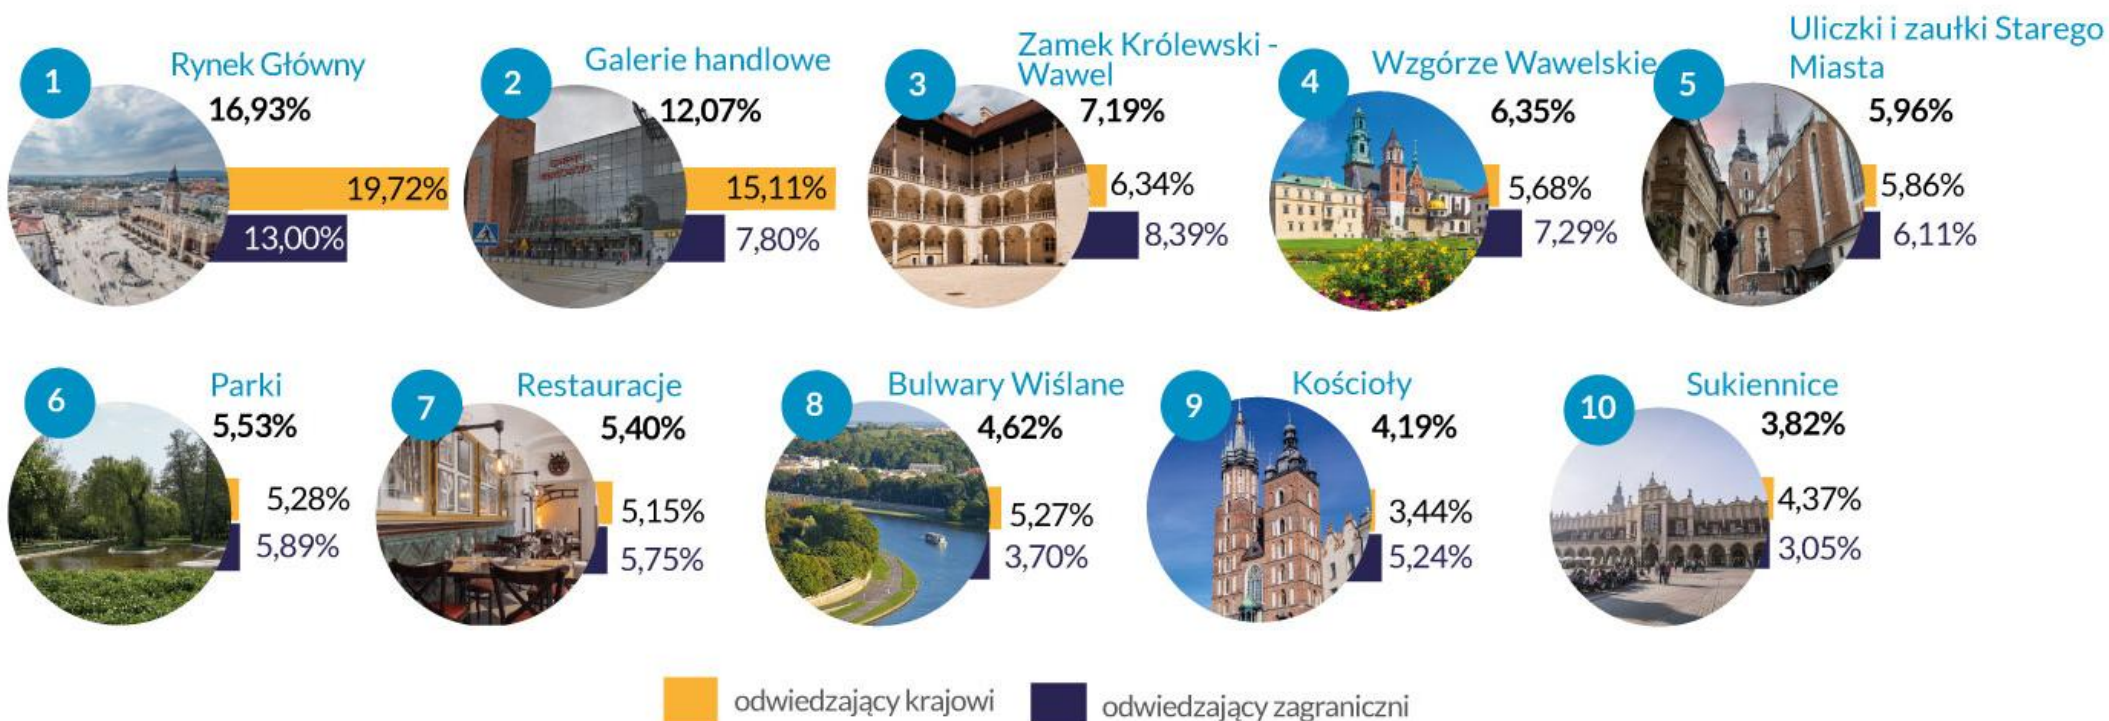 1
Rynek Główny
16,93%
19,72%
13,00%
2
Galerie handlowe
12,07%
15,11%
7,80%
3
Zamek Królewski -
Wawel
7,19%
6,34%
8,39%
4
Wzgórze Wawelskie
6,35%
5,68%
7,29%
5
Uliczki i zaułki Starego
Miasta
5,96%
5,86%
6,11%
6
Parki
5,53%
5,28%
5,89%
7
Restauracje
5,40%
5,15%
5,75%
8
Bulwary Wiślane
4,62%
5,27%
3,70%
9
Kościoły
4,19%
3,44%
5,24%
10
Sukiennice
3,82%
4,37%
3,05%
odwiedzający krajowi
odwiedzający zagraniczni